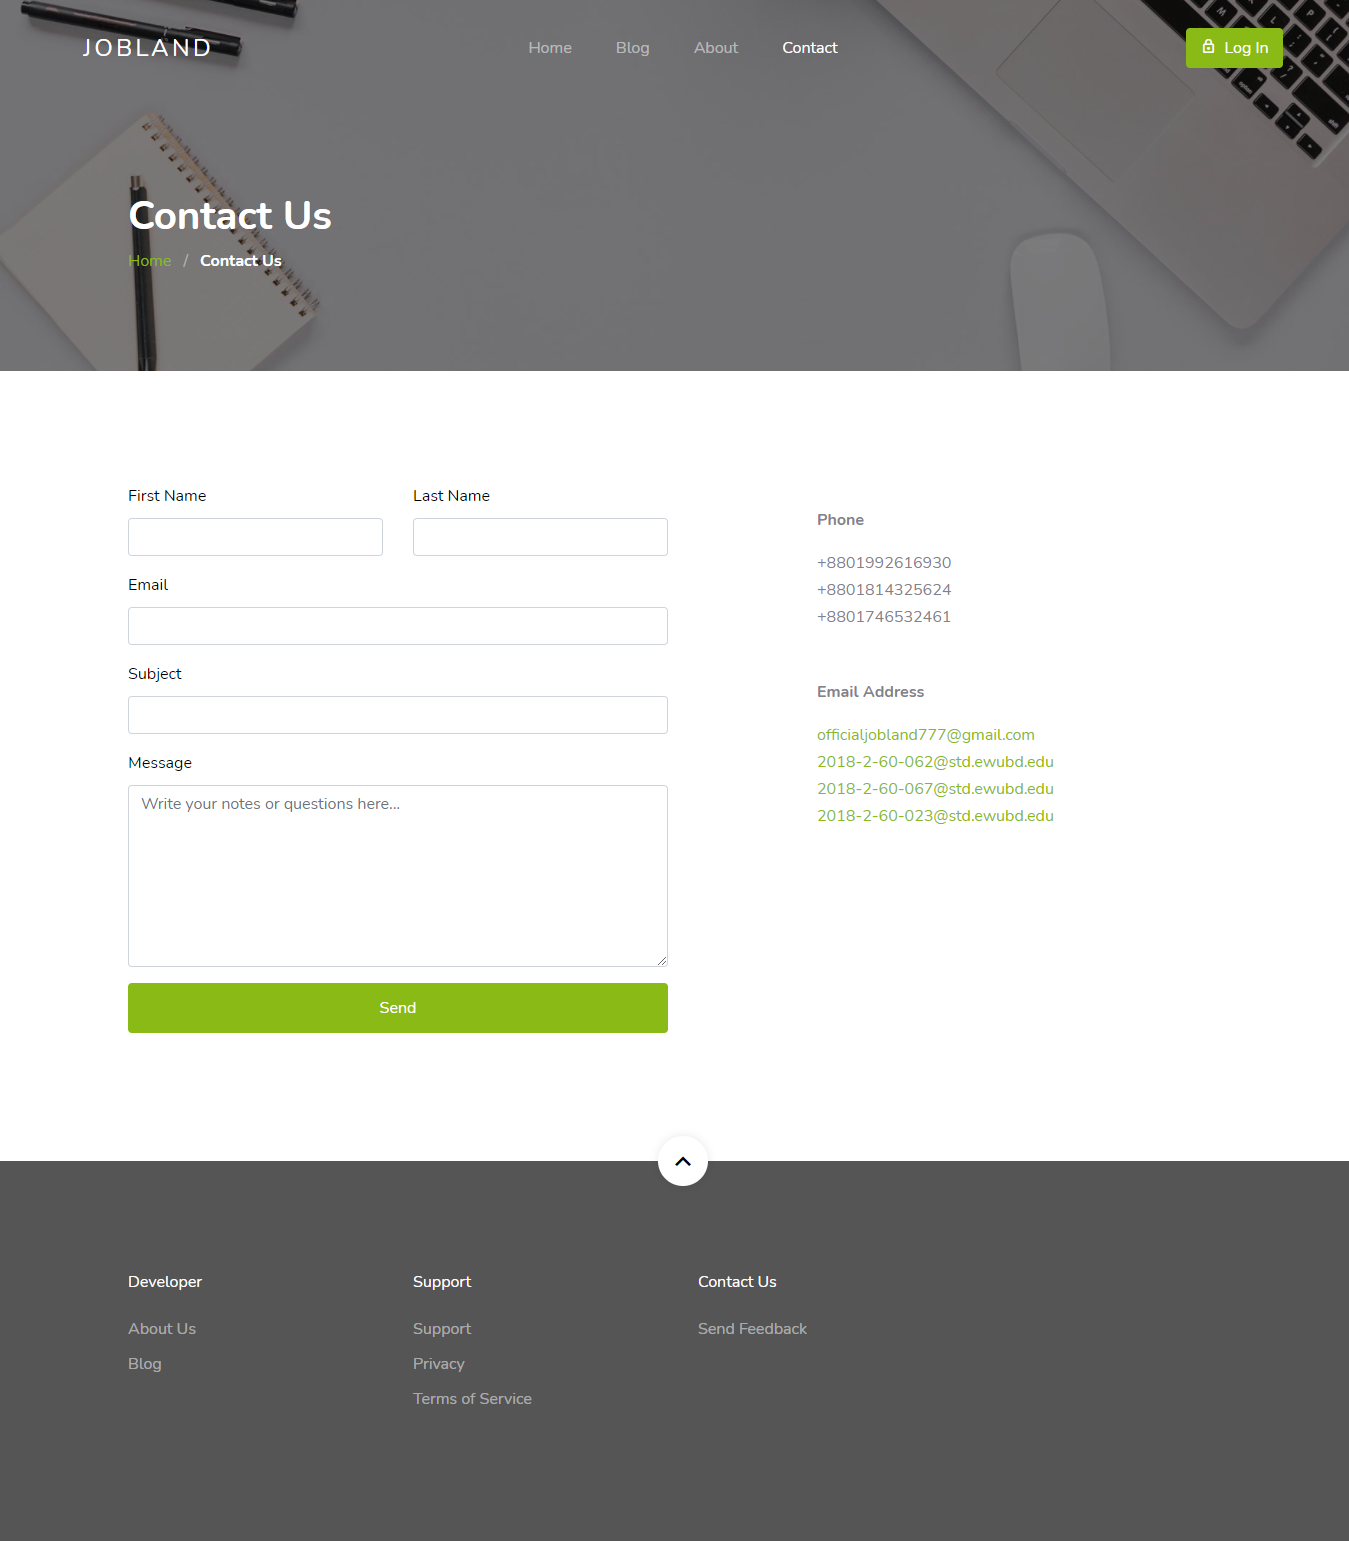 JOBLAND
Home Blog About Contact
Log In
Contact Us
Home / Contact Us
First Name Last Name
Email
Subject
Message
Write your notes or questions here...
Send
Phone
+8801992616930
+8801814325624
+8801746532461
Email Address
officialjobland777@gmail.com
2018-2-60-062@std.ewubd.edu
2018-2-60-067@std.ewubd.edu
2018-2-60-023@std.ewubd.edu
Developer
About Us
Blog
Support
Support
Privacy
Terms of Service
Contact Us
Send Feedback